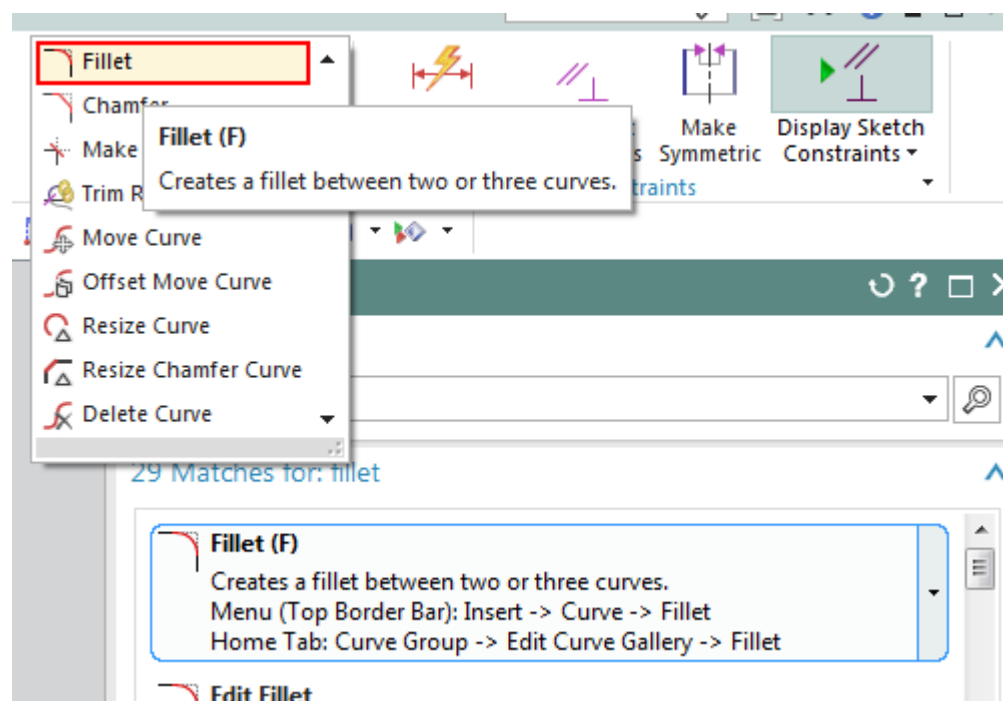 Fillet
Chamfer
Make
Trim R
Move Curve
Offset Move Curve
Resize Curve
Resize Chamfer Curve
Delete Curve
Fillet (F)
Creates a fillet between two or three curves.
Make
Symmetric
Display Sketch
Constraints
traints
?
29 Matches for: fillet
Fillet (F)
Creates a fillet between two or three curves.
Menu (Top Border Bar): Insert -> Curve -> Fillet
Home Tab: Curve Group -> Edit Curve Gallery -> Fillet
Edit Fillet